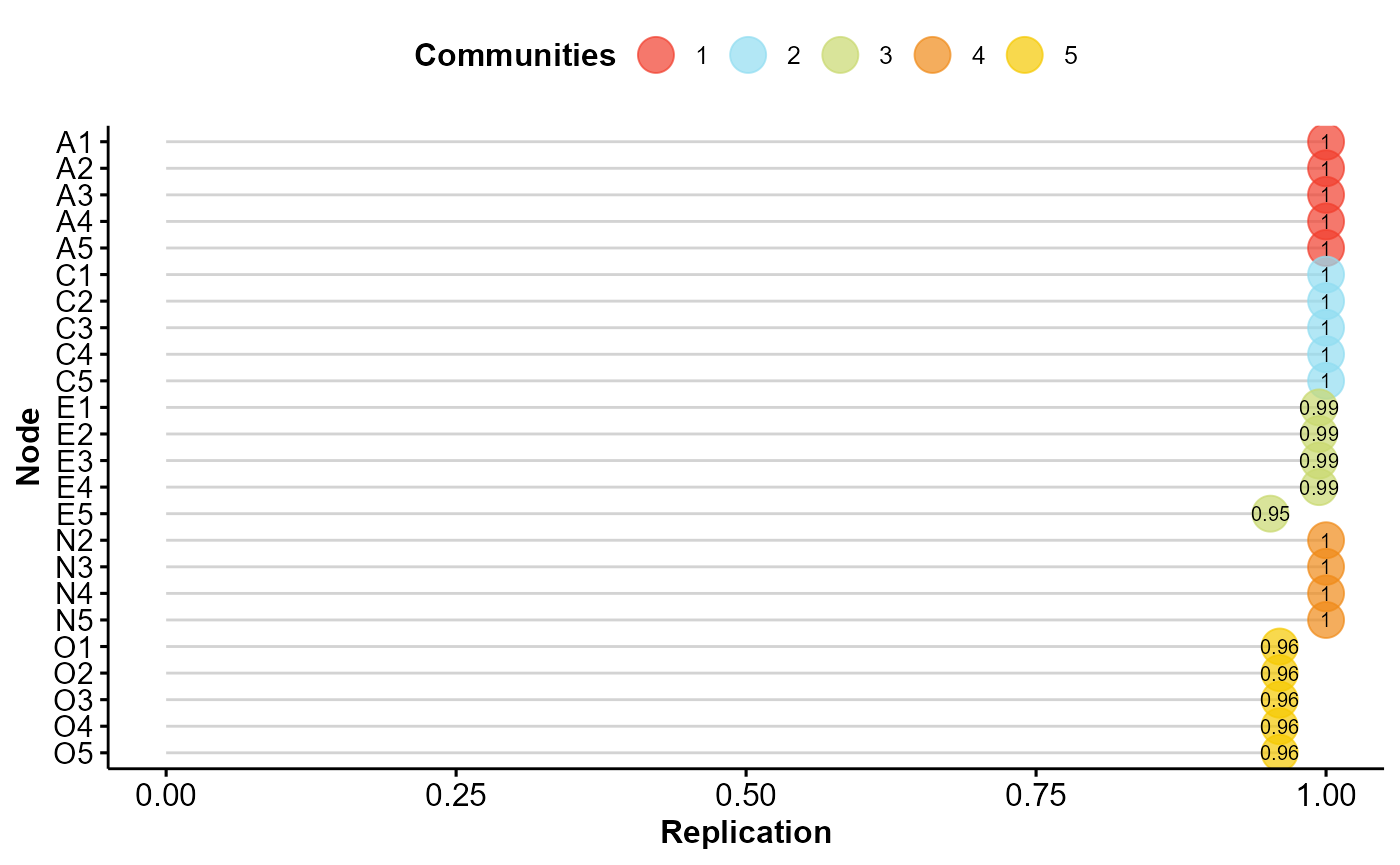 Communities 1 2 3 4 5
A1 1
A2 1
A3 1
A4 1
A5 1
C1 1
C2 1
C3 1
C4 1
C5 1
E1 0.99
E2 0.99
E3 0.99
E4 0.99
E5 0.95
N2 1
N3 1
N4 1
N5 1
O1 0.96
O2 0.96
O3 0.96
O4 0.96
O5 0.96
Node
0.00 0.25 0.50 0.75 1.00
Replication